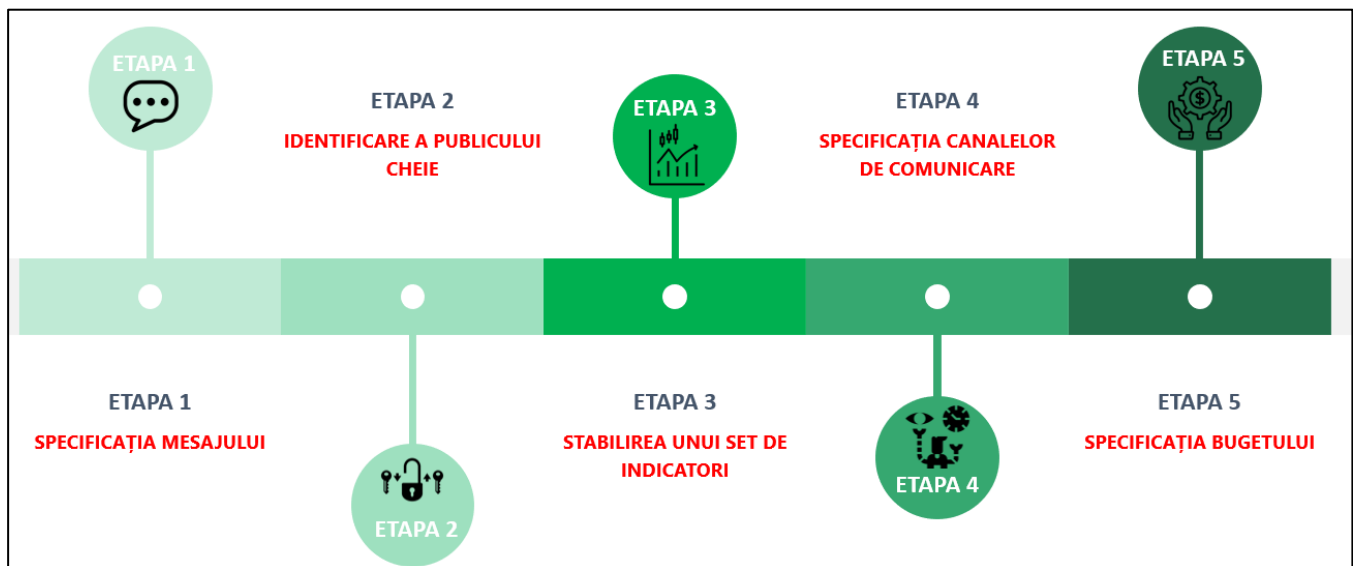 ETAPA 1
SPECIFICAȚIA MESAJULUI
ETAPA 1
ETAPA 2
IDENTIFICARE A PUBLICULUI
CHEIE
ETAPA 2
ETAPA 3
ETAPA 3
STABILIREA UNUI SET DE
INDICATORI
ETAPA 4
SPECIFICAȚIA CANALELOR
DE COMUNICARE
ETAPA 4
ETAPA 5
$
ETAPA 5
SPECIFICAȚIA BUGETULUI